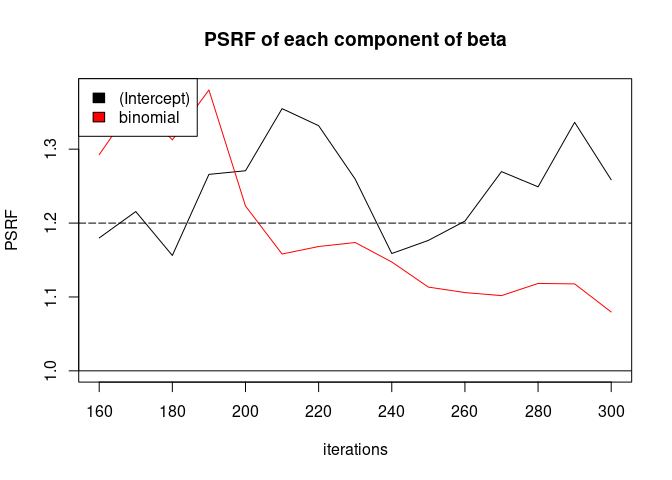 PSRF of each component of beta
(Intercept)
binomial
PSRF
1.3
1.2
1.1
1.0
160 180 200 220 240 260 280 300
iterations